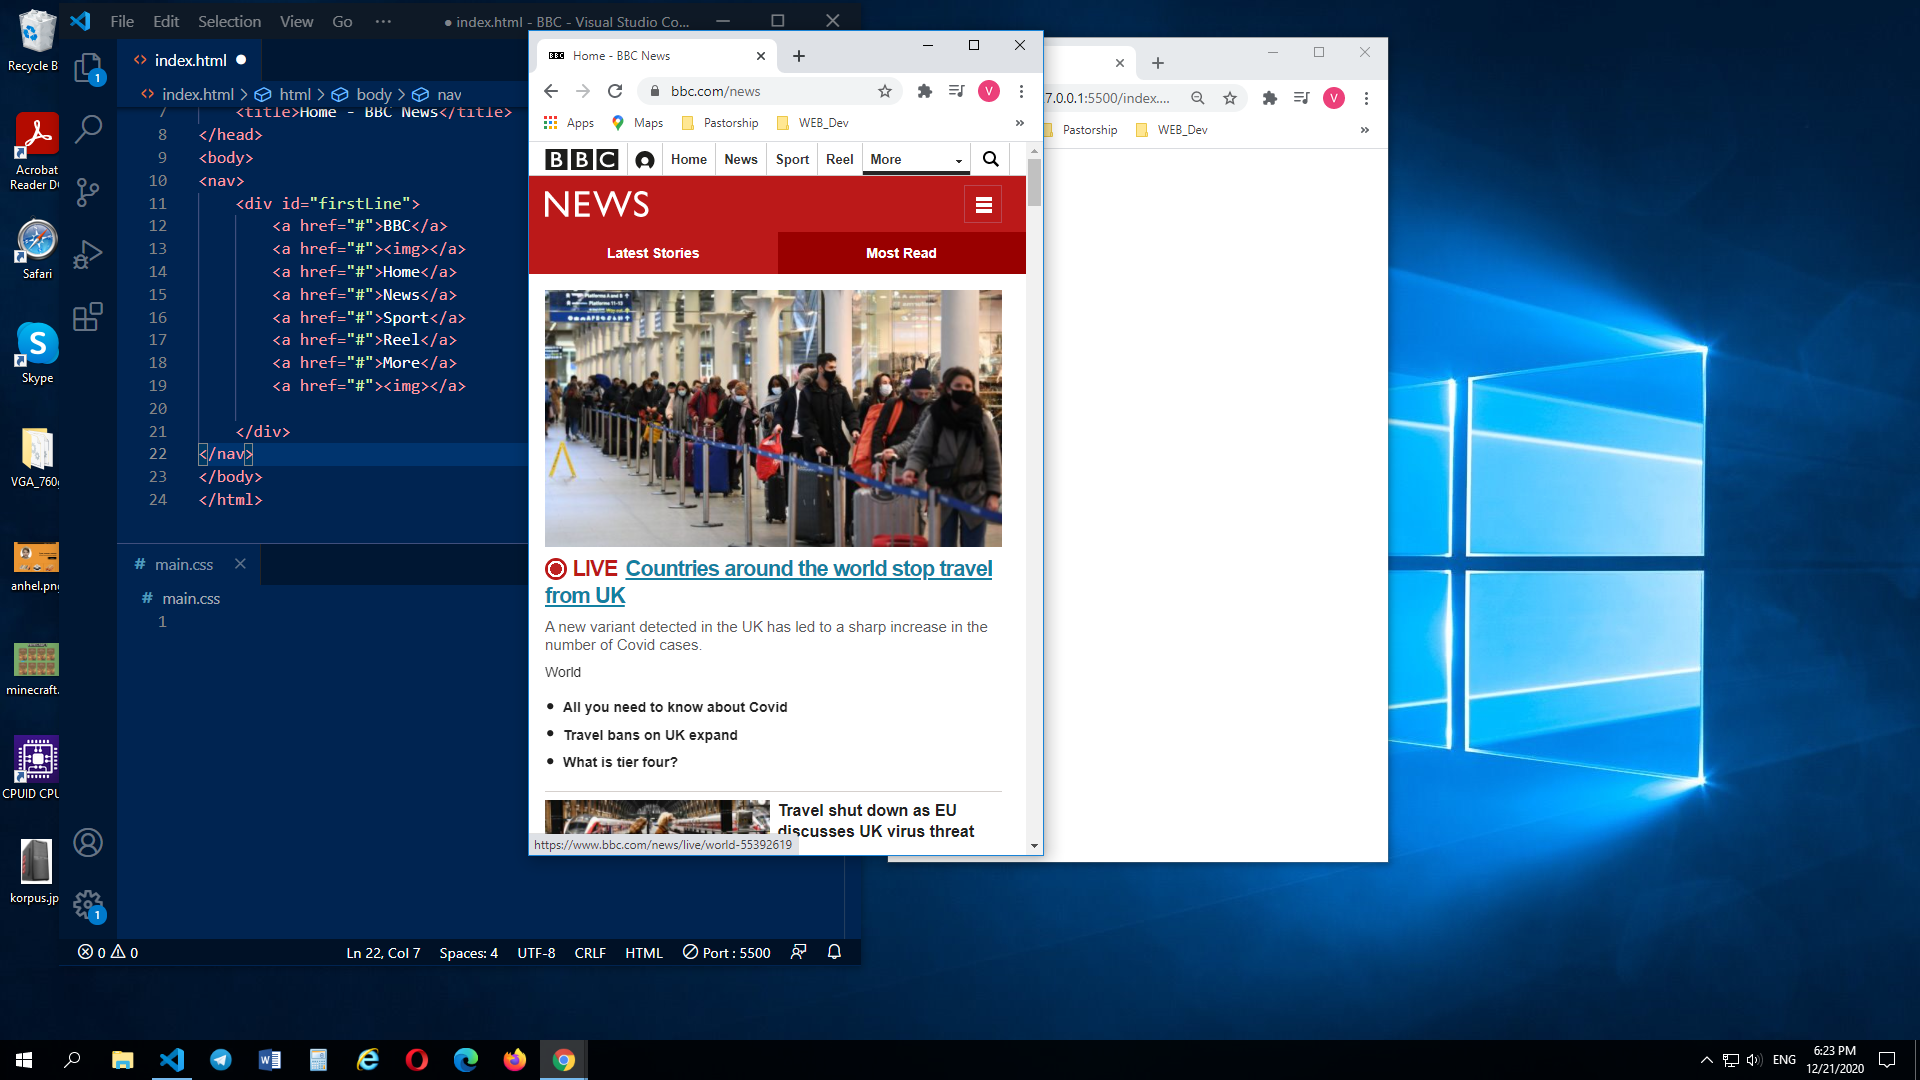 Recycle B
Acrobat
Reader D
Safari
Skype
VGA_760
anhel.pn
minecraft.
CPUID CPU
korpus.jp
File Edit Selection View Go ···
● index.html - BBC - Visual Studio Co...
1
<> index.html ●
<> index.html > html > body > nav
7 <title>Home - BBC News</title>
8 </head>
9 <body>
10 <nav>
11 <div id="firstLine">
12 <a href="#">BBC</a>
13 <a href="#"><img></a>
14 <a href="#">Home</a>
15 <a href="#">News</a>
16 <a href="#">Sport</a>
17 <a href="#">Reel</a>
18 <a href="#">More</a>
19 <a href="#"><img></a>
20
21 </div>
22 </nav>
23 </body>
24 </html>
# main.css
# main.css
1
1
0 0
Ln 22, Col 7 Spaces: 4 UTF-8 CRLF HTML Port : 5500
BBC Home - BBC News
bbc.com/news
V
Apps Maps Pastorship WEB_Dev »
BBC Home News Sport Reel More
NEWS
Latest Stories Most Read
LIVE Countries around the world stop travel
from UK
A new variant detected in the UK has led to a sharp increase in the
number of Covid cases.
World
• All you need to know about Covid
• Travel bans on UK expand
• What is tier four?
Travel shut down as EU
discusses UK virus threat
https://www.bbc.com/news/live/world-55392619
7.0.0.1:5500/index....
V
Pastorship WEB_Dev »
ENG
6:23 PM
12/21/2020